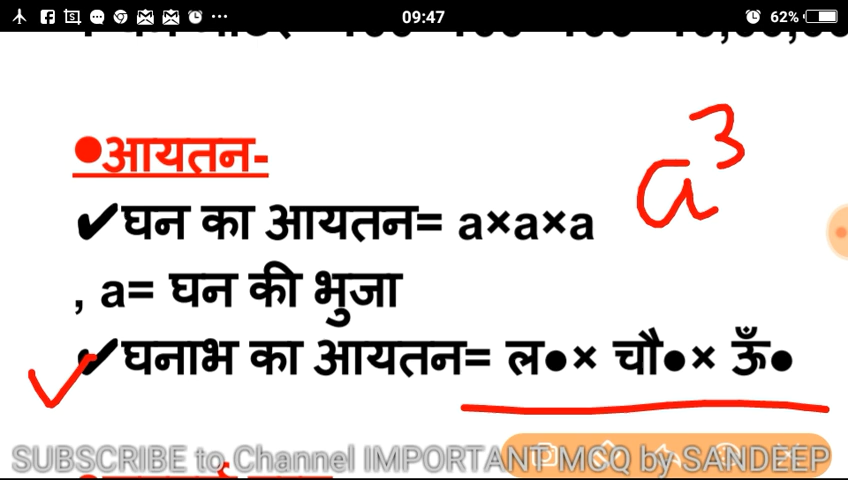 09:47
62%
●आयतन-
✔घन का आयतन= a×a×a
a³
, a= घन की भुजा
✔घनाभ का आयतन= ल●× चौ●× ऊँ●
SUBSCRIBE to Channel IMPORTANT MCQ by SANDEEP